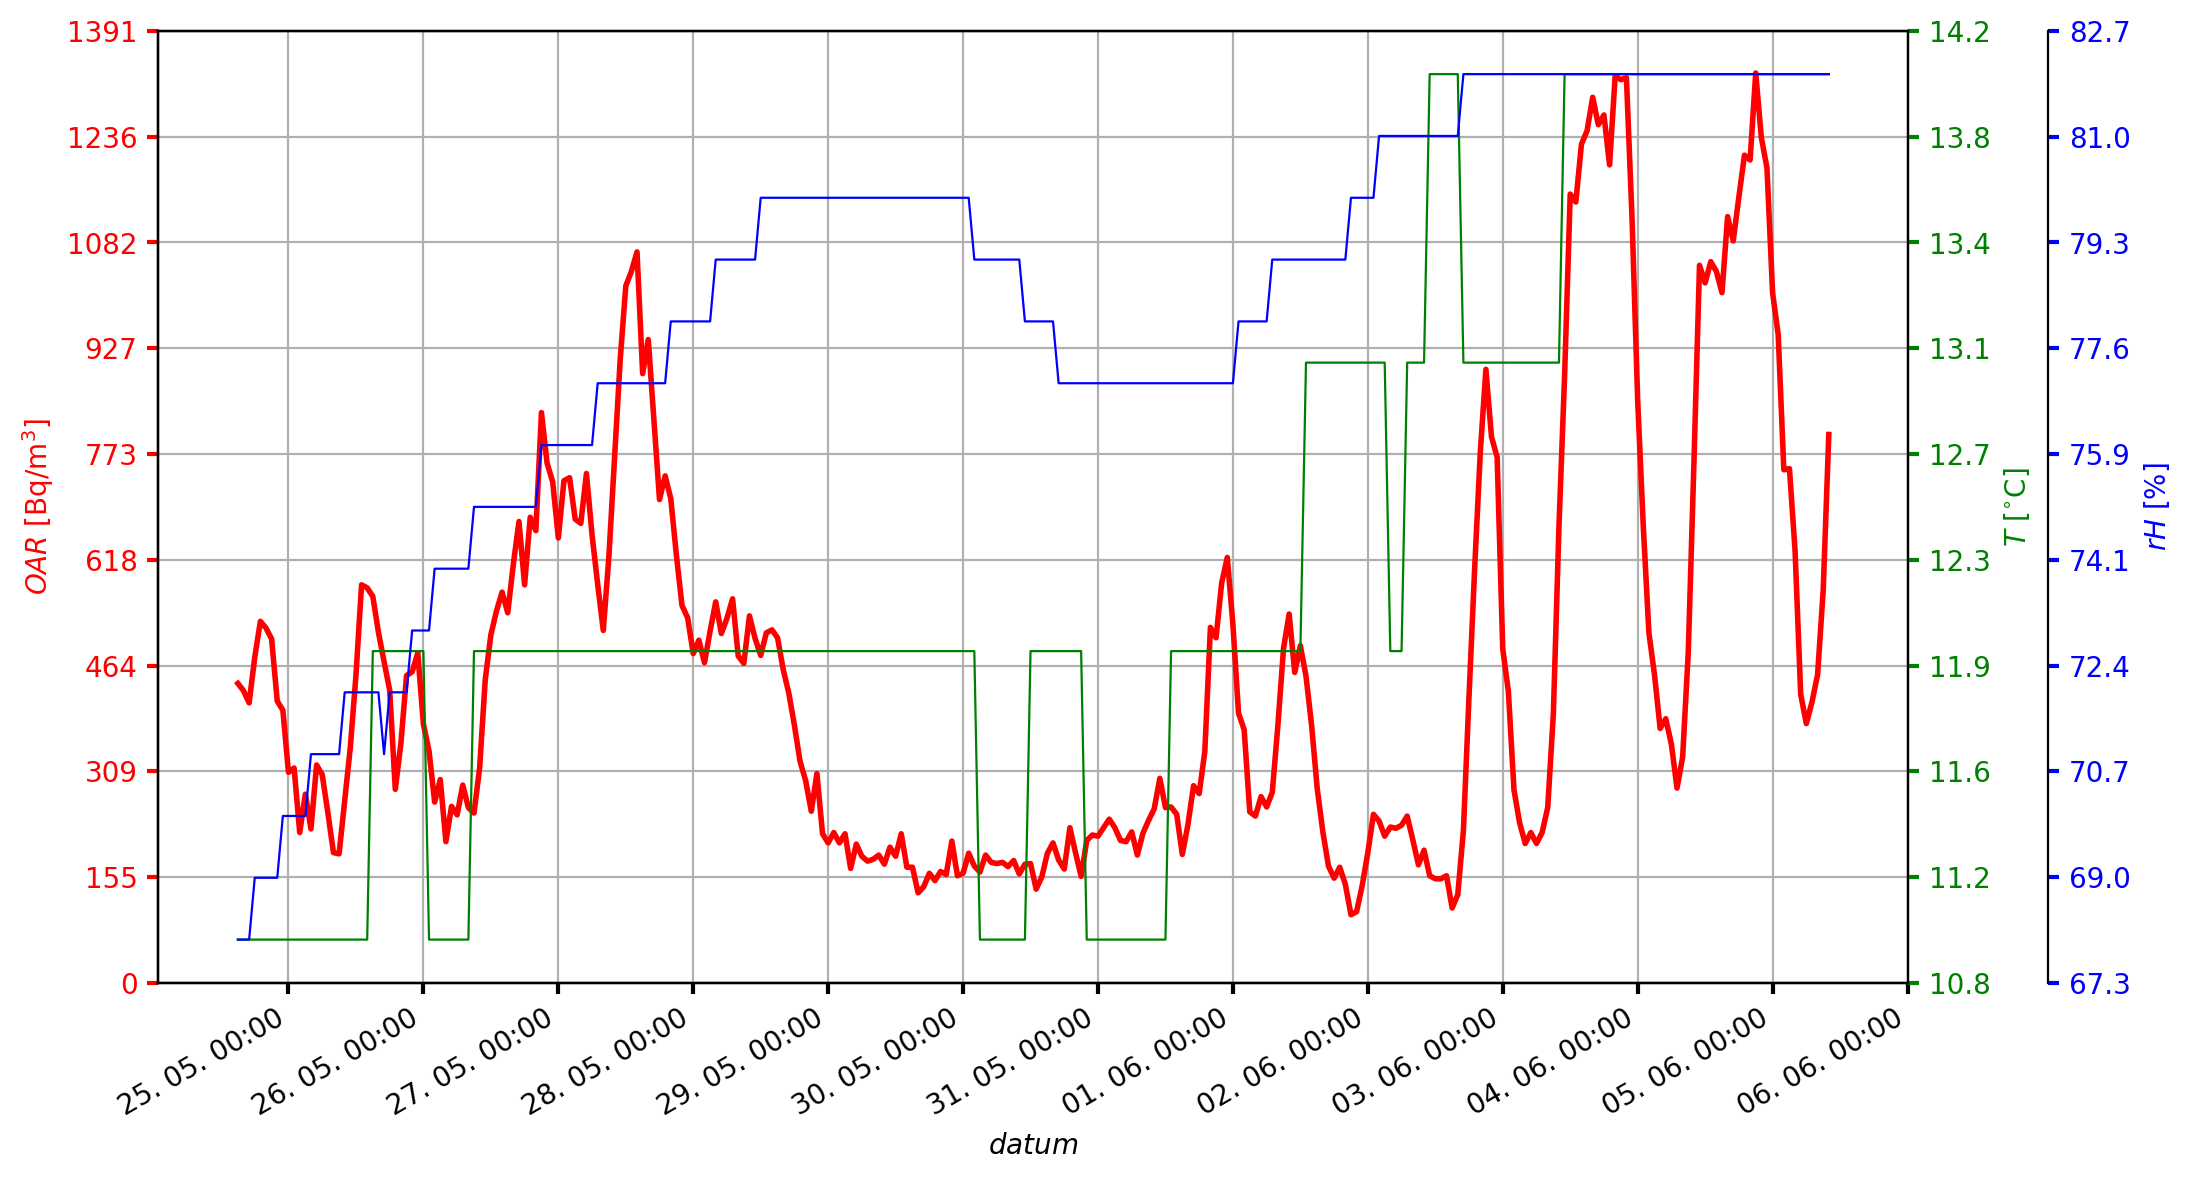 1391
1236
1082
927
773
618
464
309
155
0
OAR [Bq/m³]
14.2
13.8
13.4
13.1
12.7
12.3
11.9
11.6
11.2
10.8
T [°C]
82.7
81.0
79.3
77.6
75.9
74.1
72.4
70.7
69.0
67.3
rH [%]
25. 05. 00:00
26. 05. 00:00
27. 05. 00:00
28. 05. 00:00
29. 05. 00:00
30. 05. 00:00
31. 05. 00:00
01. 06. 00:00
02. 06. 00:00
03. 06. 00:00
04. 06. 00:00
05. 06. 00:00
06. 06. 00:00
datum